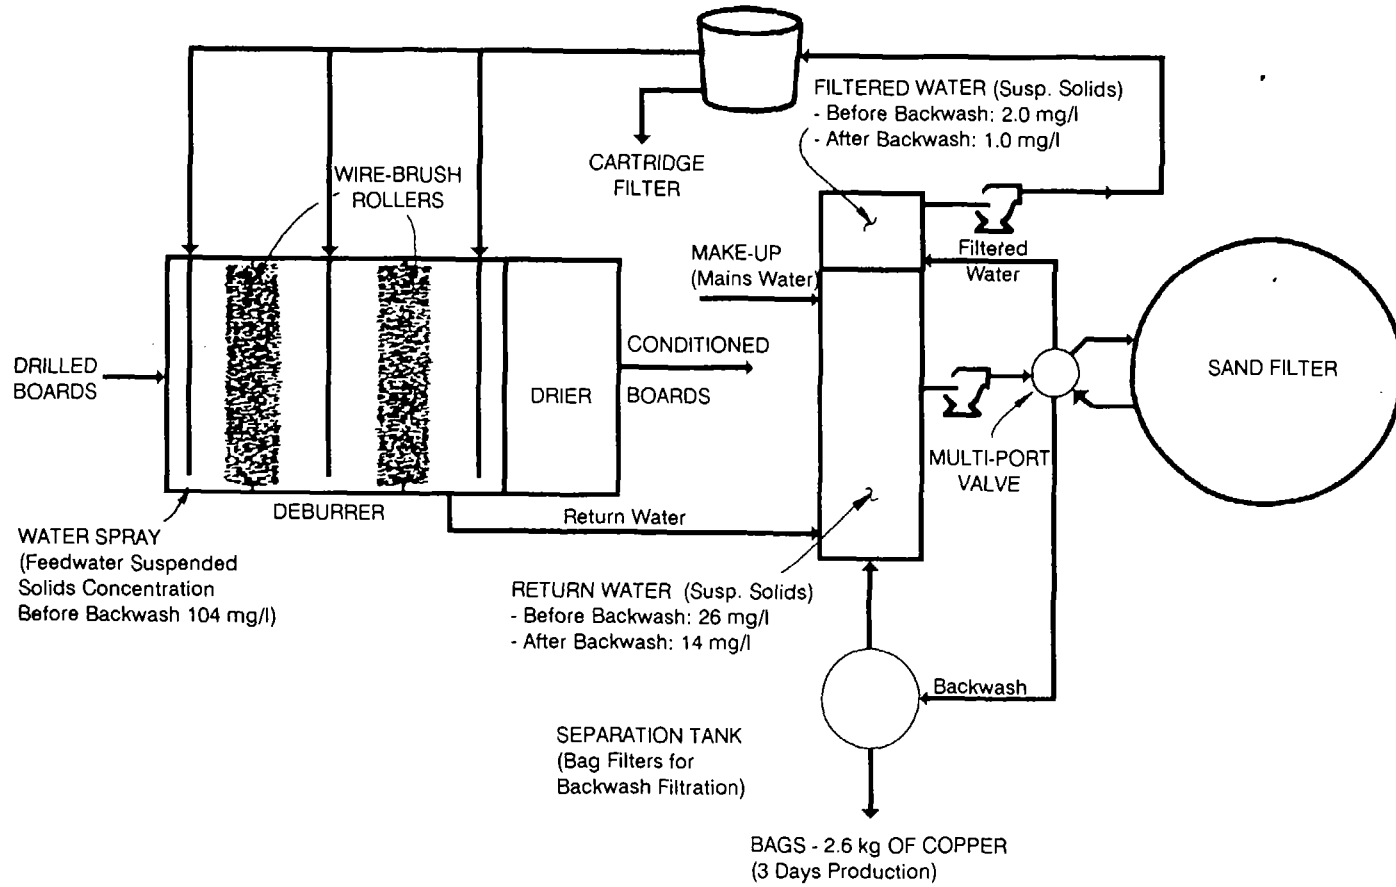 FILTERED WATER (Susp. Solids)
- Before Backwash: 2.0 mg/l
- After Backwash: 1.0 mg/l
CARTRIDGE
FILTER
WIRE-BRUSH
ROLLERS
MAKE-UP
(Mains Water)
Filtered
Water
DRILLED
BOARDS
CONDITIONED
BOARDS
DRIER
SAND FILTER
MULTI-PORT
VALVE
DEBURRER
Return Water
WATER SPRAY
(Feedwater Suspended
Solids Concentration
Before Backwash 104 mg/l)
RETURN WATER (Susp. Solids)
- Before Backwash: 26 mg/l
- After Backwash: 14 mg/l
Backwash
SEPARATION TANK
(Bag Filters for
Backwash Filtration)
BAGS - 2.6 kg OF COPPER
(3 Days Production)